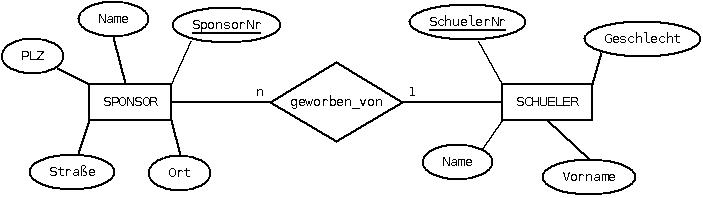 Name
SponsorNr
SchuelerNr
Geschlecht
PLZ
SPONSOR
n
geworben_von
1
SCHUELER
Straße
Ort
Name
Vorname